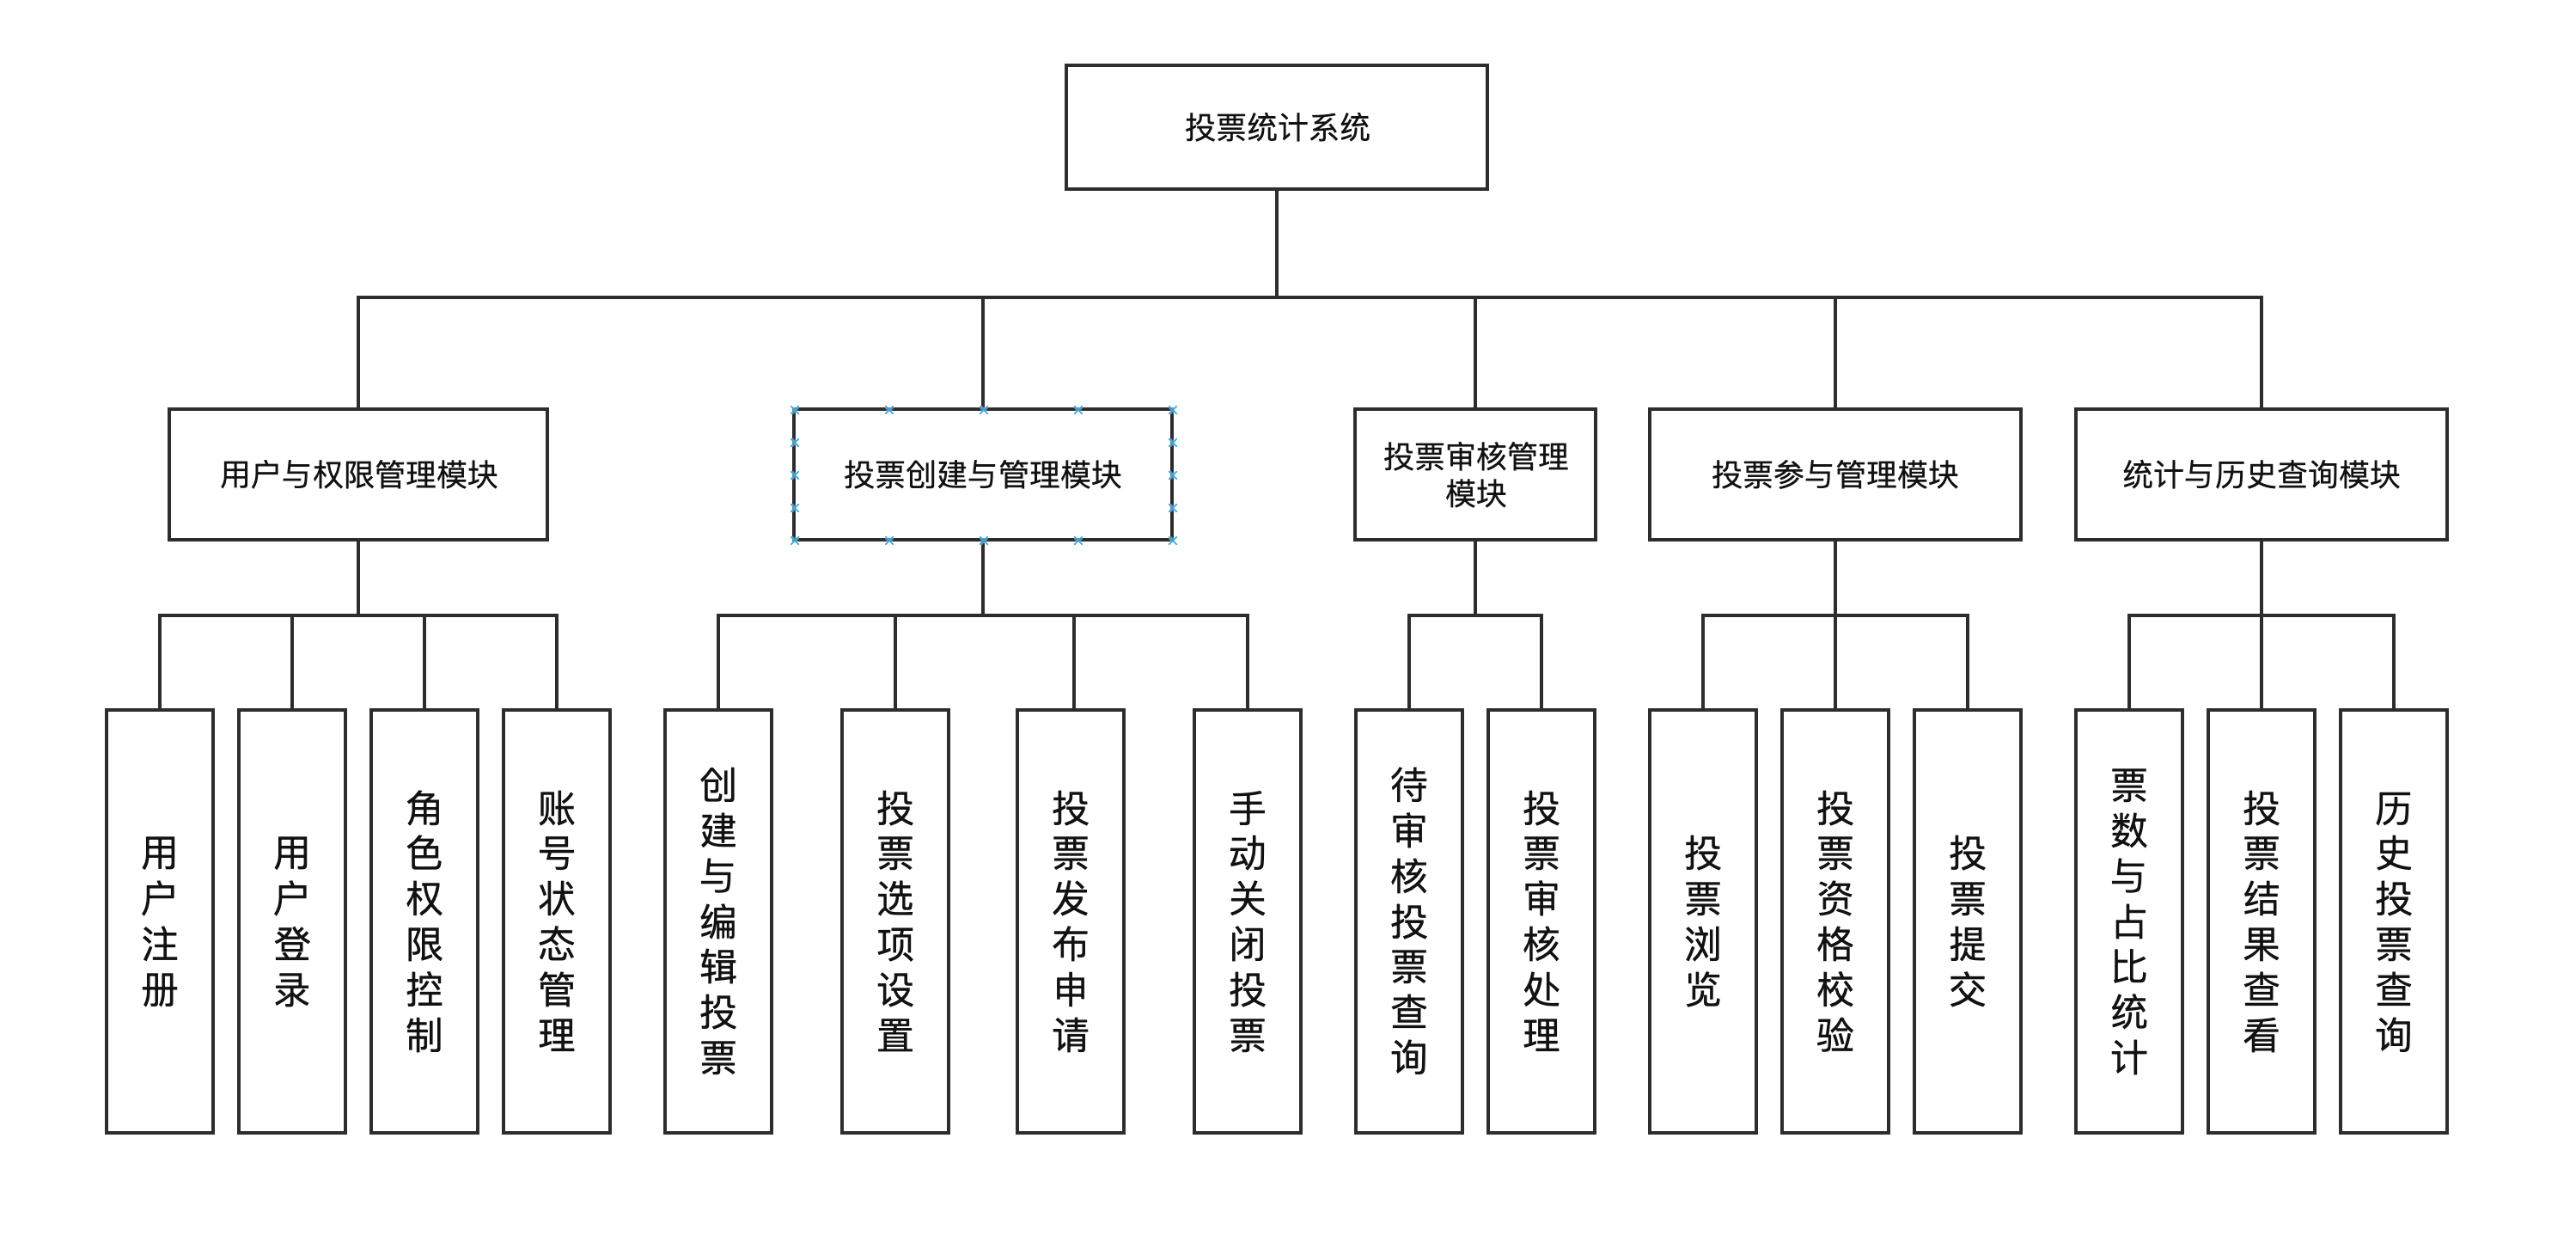 投票统计系统
用户与权限管理模块
投票创建与管理模块
投票审核管理
模块
投票参与管理模块
统计与历史查询模块
用户注册
用户登录
角色权限控制
账号状态管理
创建与编辑投票
投票选项设置
投票发布申请
手动关闭投票
待审核投票查询
投票审核处理
投票浏览
投票资格校验
投票提交
票数与占比统计
投票结果查看
历史投票查询